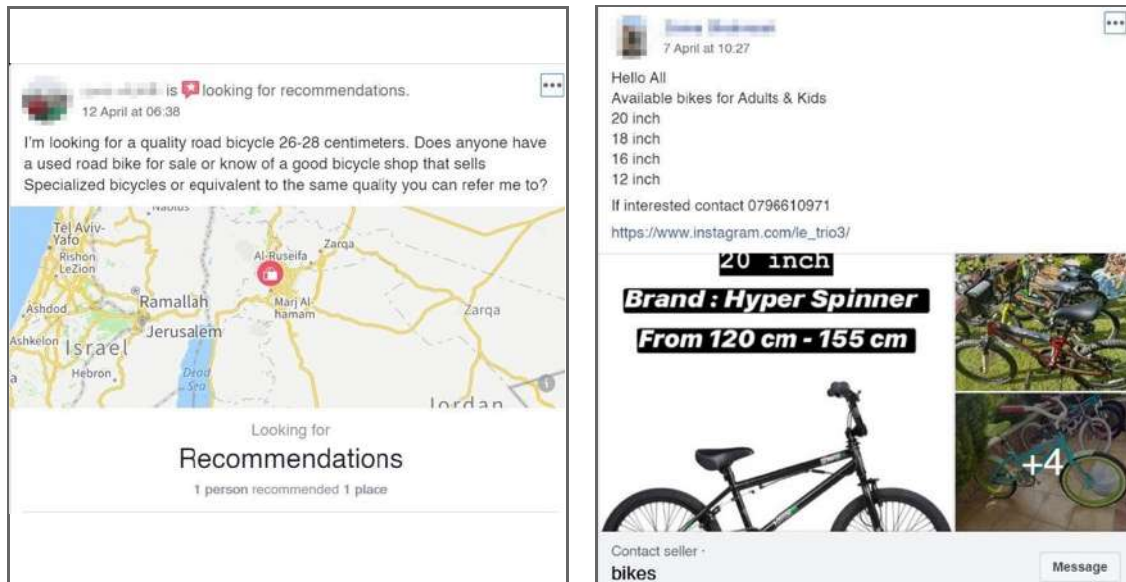 is looking for recommendations.
12 April at 06:38
I'm looking for a quality road bicycle 26-28 centimeters. Does anyone have
a used road bike for sale or know of a good bicycle shop that sells
Specialized bicycles or equivalent to the same quality you can refer me to?
Nablus
Tel Aviv-
Yafo
Rishon
LeZion
Al-Ruseifa
Zarqa
Ashdod
Ramallah
Marj Al-
hamam
Zarqa
Jerusalem
Ashkelon
Israel
Hebron
Dead
Sea
Jordan
Looking for
Recommendations
1 person recommended 1 place
7 April at 10:27
Hello All
Available bikes for Adults & Kids
20 inch
18 inch
16 inch
12 inch
If interested contact 0796610971
https://www.instagram.com/le_trio3/
20 inch
Brand : Hyper Spinner
From 120 cm - 155 cm
+4
Contact seller ·
bikes
Message